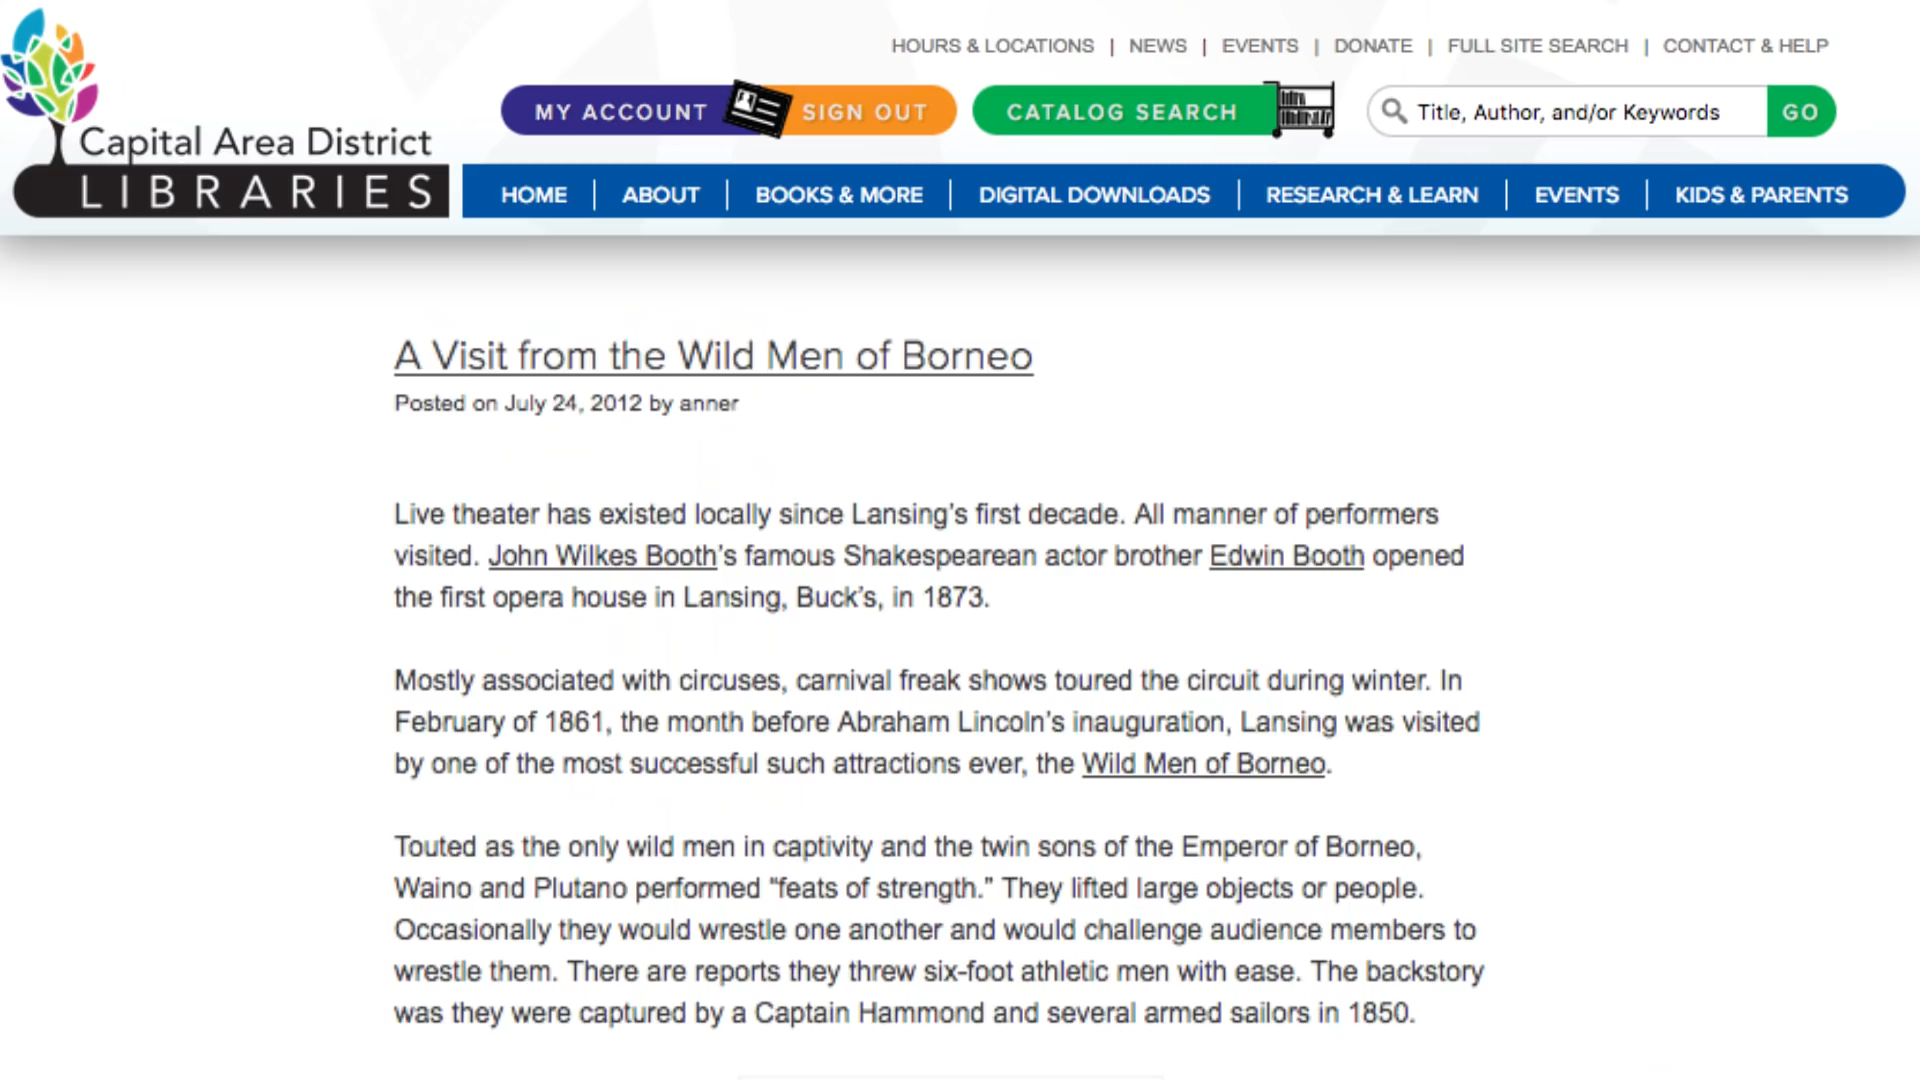 HOURS & LOCATIONS | NEWS | EVENTS | DONATE | FULL SITE SEARCH | CONTACT & HELP
MY ACCOUNT SIGN OUT CATALOG SEARCH Title, Author, and/or Keywords GO
Capital Area District
LIBRARIES
HOME | ABOUT | BOOKS & MORE | DIGITAL DOWNLOADS | RESEARCH & LEARN | EVENTS | KIDS & PARENTS
A Visit from the Wild Men of Borneo
Posted on July 24, 2012 by anner
Live theater has existed locally since Lansing’s first decade. All manner of performers
visited. John Wilkes Booth’s famous Shakespearean actor brother Edwin Booth opened
the first opera house in Lansing, Buck’s, in 1873.
Mostly associated with circuses, carnival freak shows toured the circuit during winter. In
February of 1861, the month before Abraham Lincoln’s inauguration, Lansing was visited
by one of the most successful such attractions ever, the Wild Men of Borneo.
Touted as the only wild men in captivity and the twin sons of the Emperor of Borneo,
Waino and Plutano performed “feats of strength.” They lifted large objects or people.
Occasionally they would wrestle one another and would challenge audience members to
wrestle them. There are reports they threw six-foot athletic men with ease. The backstory
was they were captured by a Captain Hammond and several armed sailors in 1850.